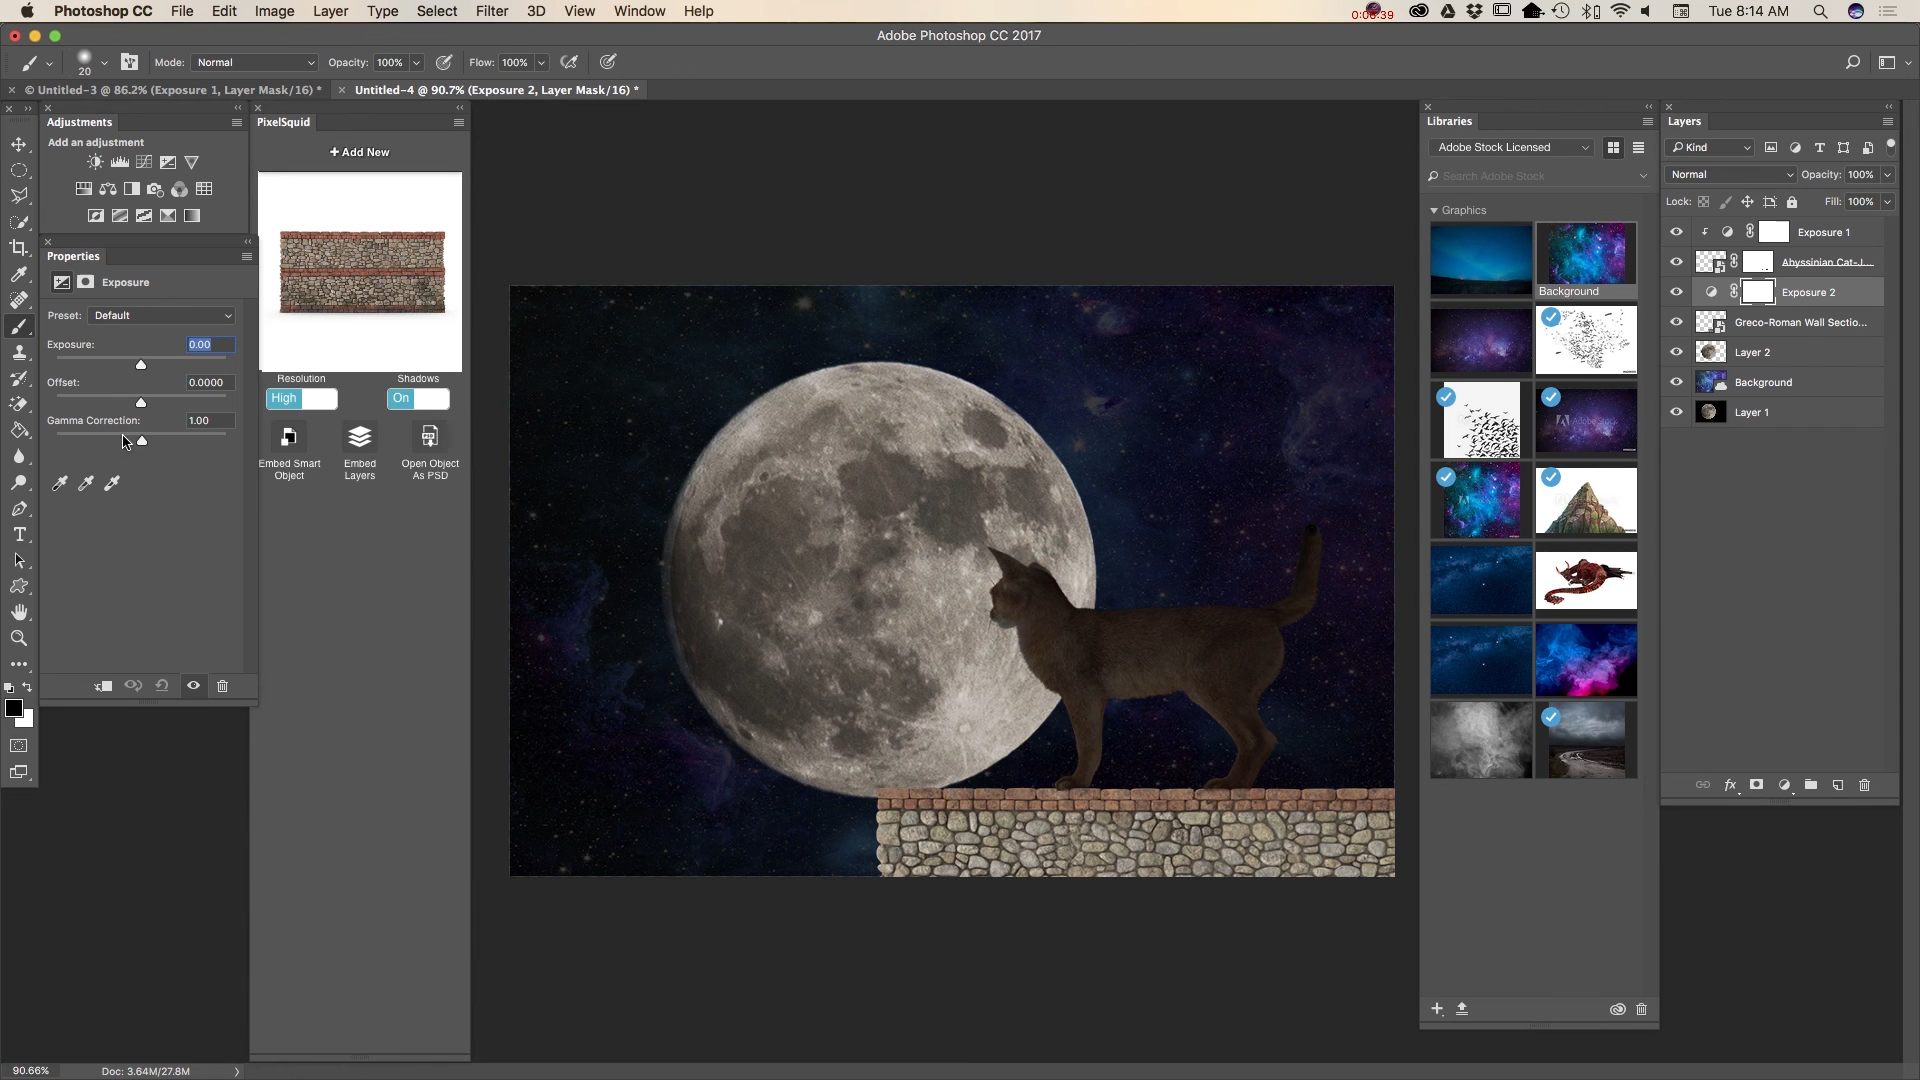 Photoshop CC File Edit Image Layer Type Select Filter 3D View Window Help
Tue 8:14 AM
Adobe Photoshop CC 2017
20
Mode: Normal Opacity: 100% Flow: 100%
© Untitled-3 @ 86.2% (Exposure 1, Layer Mask/16) *
Untitled-4 @ 90.7% (Exposure 2, Layer Mask/16) *
Adjustments
Add an adjustment
Properties
Exposure
Preset: Default
Exposure: 0.00
Offset: 0.0000
Gamma Correction: 1.00
PixelSquid
+ Add New
Resolution Shadows
High On
Embed Smart Object
Embed Layers
Open Object As PSD
Libraries
Adobe Stock Licensed
Search Adobe Stock
Graphics
Background
Layers
Kind
Normal Opacity: 100%
Lock: Fill: 100%
Exposure 1
Abyssinian Cat-J...
Exposure 2
Greco-Roman Wall Sectio...
Layer 2
Background
Layer 1
fx
90.66% Doc: 3.64M/27.8M